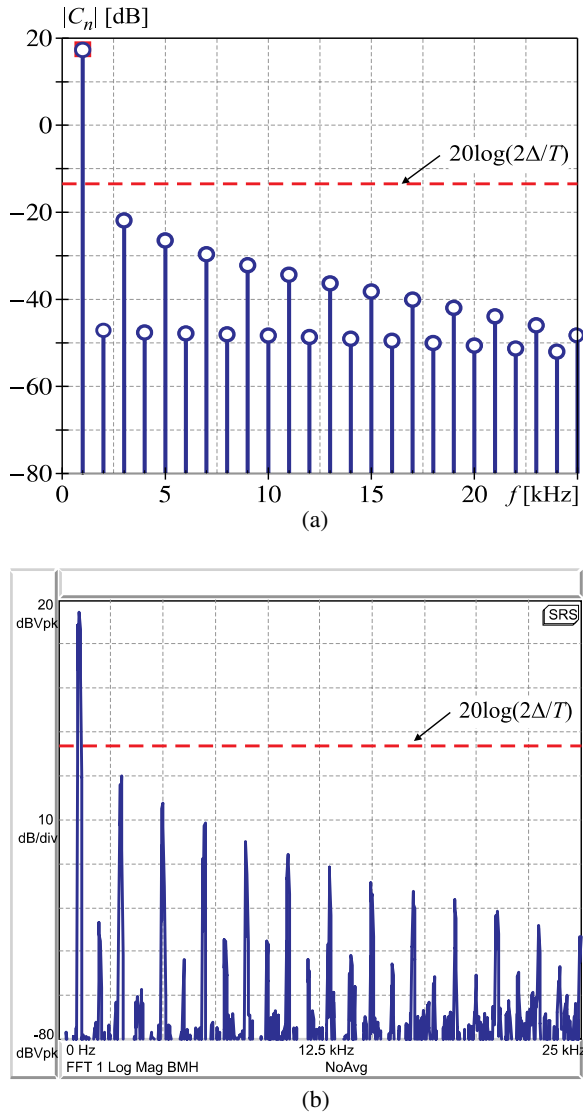 |Cₙ| [dB]
20
0
−20
−40
−60
−80
20log(2Δ/T)
0 5 10 15 20 f [kHz] 25
(a)
20
dBVpk
SRS
20log(2Δ/T)
10
dB/div
−80
dBVpk
0 Hz 12.5 kHz 25 kHz
FFT 1 Log Mag BMH NoAvg
(b)